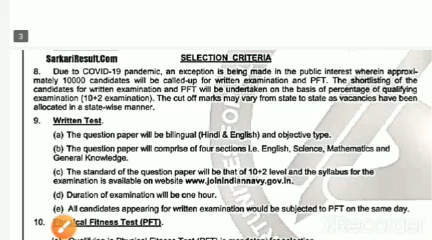 3
SarkariResult.Com
SELECTION CRITERIA
8. Due to COVID-19 pandemic, an exception is being made in the public interest wherein approxi-
mately 10000 candidates will be called-up for written examination and PFT. The shortlisting of the
candidates for written examination and PFT will be undertaken on the basis of percentage of qualifying
examination (10+2 examination). The cut off marks may vary from state to state as vacancies have been
allocated in a state-wise manner.
9. Written Test.
(a) The question paper will be bilingual (Hindi & English) and objective type.
(b) The question paper will comprise of four sections i.e. English, Science, Mathematics and
General Knowledge.
(c) The standard of the question paper will be that of 10+2 level and the syllabus for the
examination is available on website www.joinindiannavy.gov.in.
(d) Duration of examination will be one hour.
(e) All candidates appearing for written examination would be subjected to PFT on the same day.
10. Fitness Test (PFT).
XRecorder